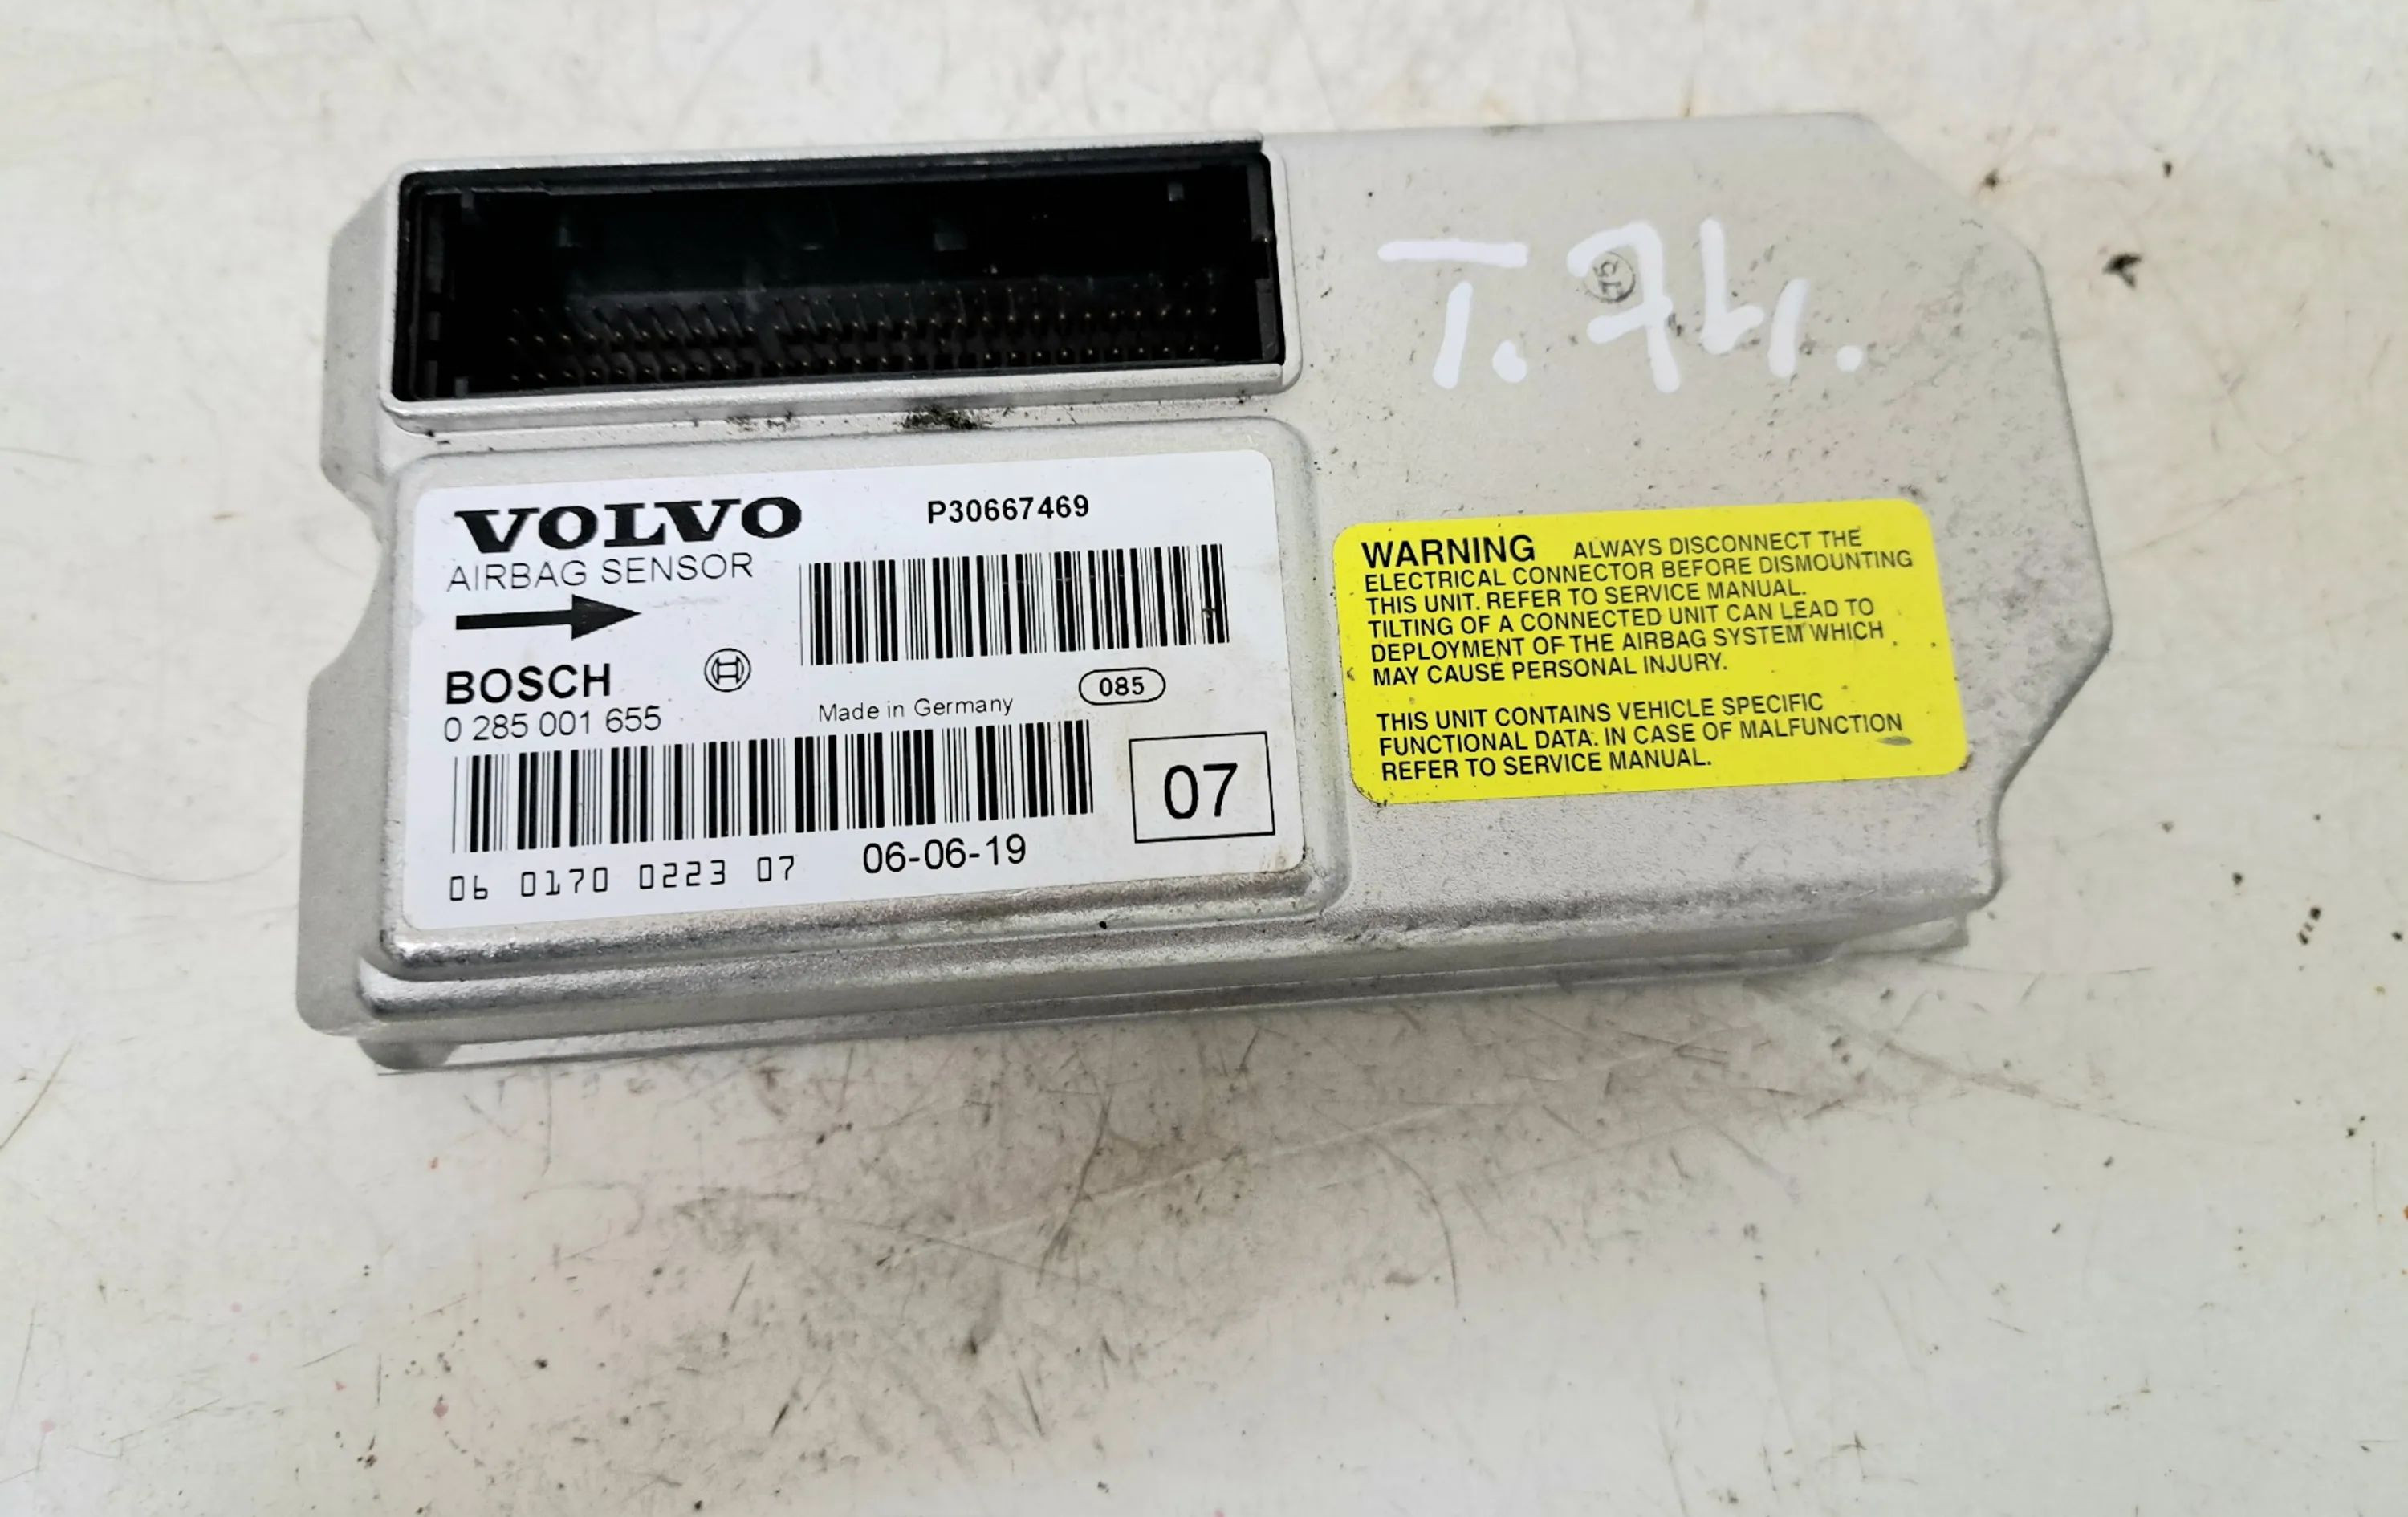 T. 74.
VOLVO
P30667469
AIRBAG SENSOR
BOSCH
0 285 001 655
Made in Germany
085
07
06 0170 0223 07
06-06-19
WARNING ALWAYS DISCONNECT THE
ELECTRICAL CONNECTOR BEFORE DISMOUNTING
THIS UNIT. REFER TO SERVICE MANUAL.
TILTING OF A CONNECTED UNIT CAN LEAD TO
DEPLOYMENT OF THE AIRBAG SYSTEM WHICH
MAY CAUSE PERSONAL INJURY.
THIS UNIT CONTAINS VEHICLE SPECIFIC
FUNCTIONAL DATA. IN CASE OF MALFUNCTION
REFER TO SERVICE MANUAL.